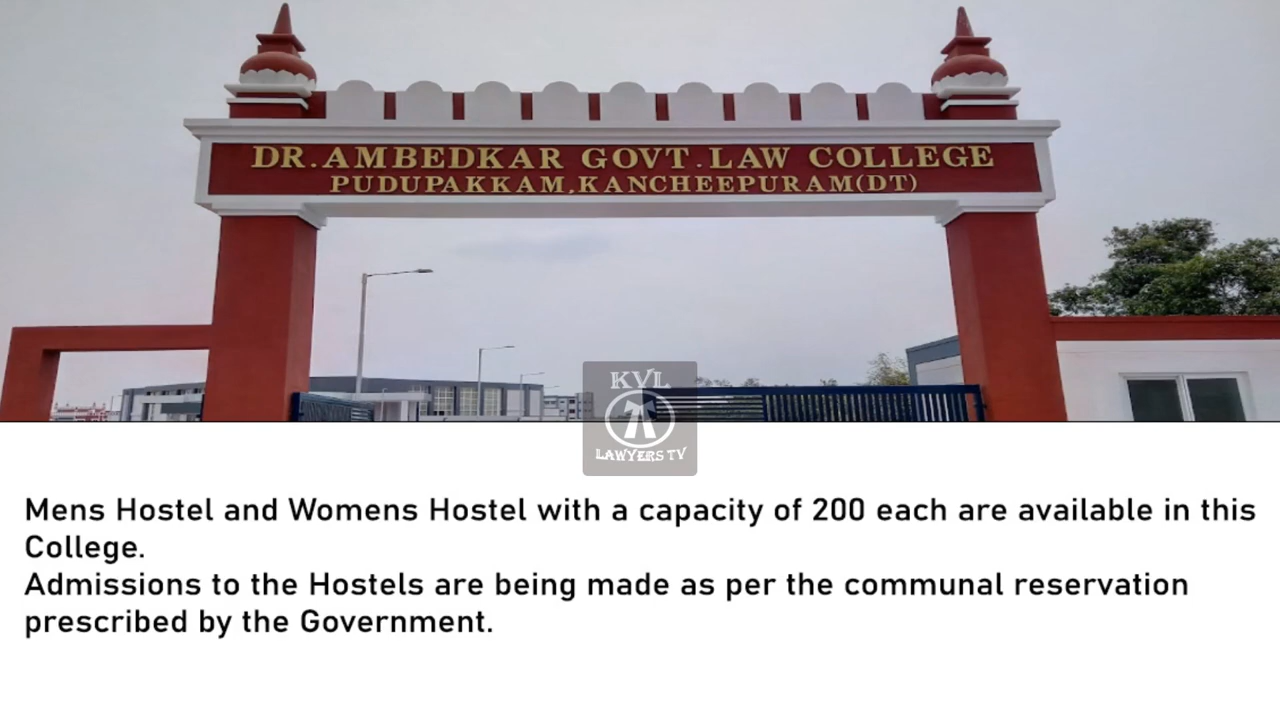 DR.AMBEDKAR GOVT.LAW COLLEGE
PUDUPAKKAM,KANCHEEPURAM(DT)
KVL
LAWYERS TV
Mens Hostel and Womens Hostel with a capacity of 200 each are available in this
College.
Admissions to the Hostels are being made as per the communal reservation
prescribed by the Government.